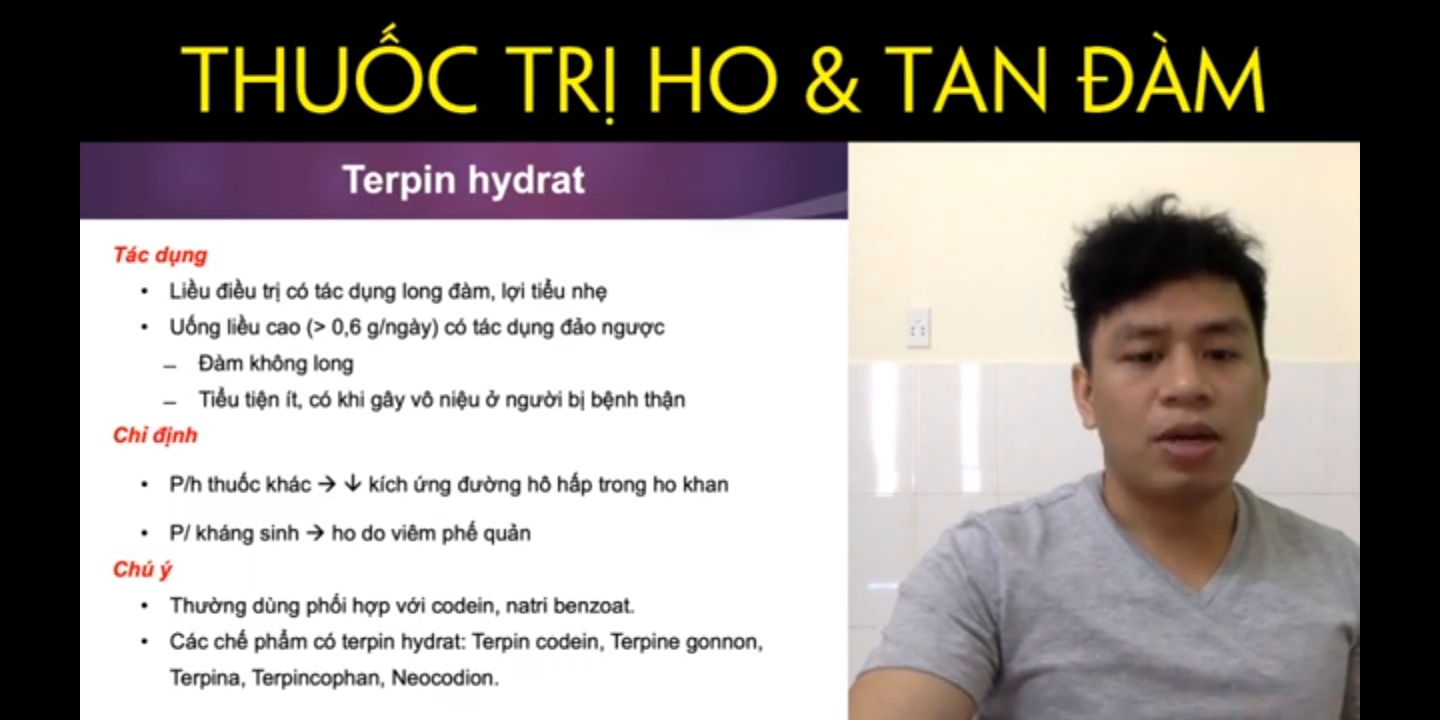 THUỐC TRỊ HO & TAN ĐÀM
Terpin hydrat
Tác dụng
• Liều điều trị có tác dụng long đàm, lợi tiểu nhẹ
• Uống liều cao (> 0,6 g/ngày) có tác dụng đảo ngược
– Đàm không long
– Tiểu tiện ít, có khi gây vô niệu ở người bị bệnh thận
Chỉ định
• P/h thuốc khác → ↓ kích ứng đường hô hấp trong ho khan
• P/ kháng sinh → ho do viêm phế quản
Chú ý
• Thường dùng phối hợp với codein, natri benzoat.
• Các chế phẩm có terpin hydrat: Terpin codein, Terpine gonnon,
Terpina, Terpincophan, Neocodion.